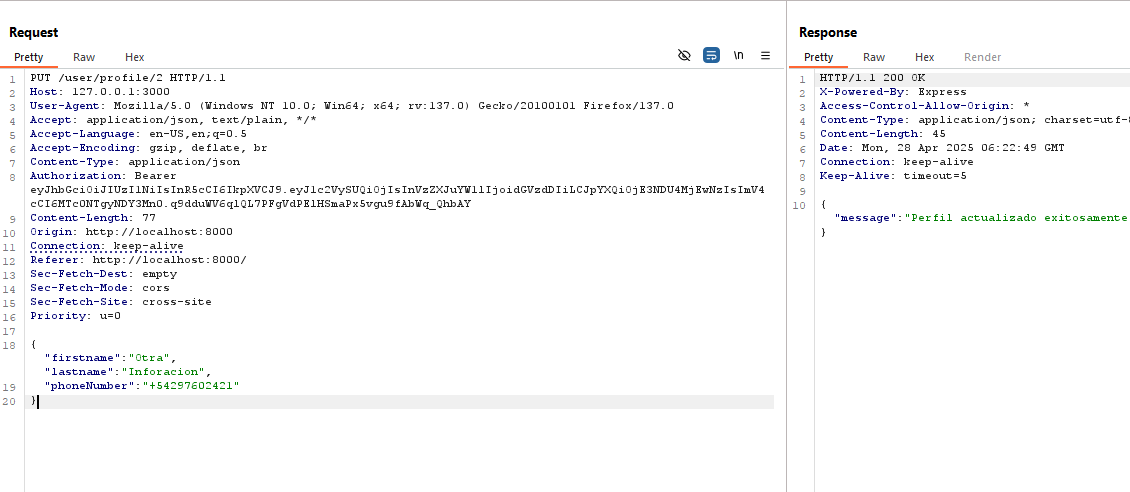 Request
Pretty Raw Hex
\n
1 PUT /user/profile/2 HTTP/1.1
2 Host: 127.0.0.1:3000
3 User-Agent: Mozilla/5.0 (Windows NT 10.0; Win64; x64; rv:137.0) Gecko/20100101 Firefox/137.0
4 Accept: application/json, text/plain, */*
5 Accept-Language: en-US,en;q=0.5
6 Accept-Encoding: gzip, deflate, br
7 Content-Type: application/json
8 Authorization: Bearer
9 Content-Length: 77
10 Origin: http://localhost:8000
11 Connection: keep-alive
12 Referer: http://localhost:8000/
13 Sec-Fetch-Dest: empty
14 Sec-Fetch-Mode: cors
15 Sec-Fetch-Site: cross-site
16 Priority: u=0
17
18 {
"firstname":"Otra",
"lastname":"Inforacion",
19 "phoneNumber":"+54297602421"
20 }
Response
Pretty Raw Hex Render
1 HTTP/1.1 200 OK
2 X-Powered-By: Express
3 Access-Control-Allow-Origin: *
4 Content-Type: application/json; charset=utf-8
5 Content-Length: 45
6 Date: Mon, 28 Apr 2025 06:22:49 GMT
7 Connection: keep-alive
8 Keep-Alive: timeout=5
9
10 {
"message":"Perfil actualizado exitosamente
}